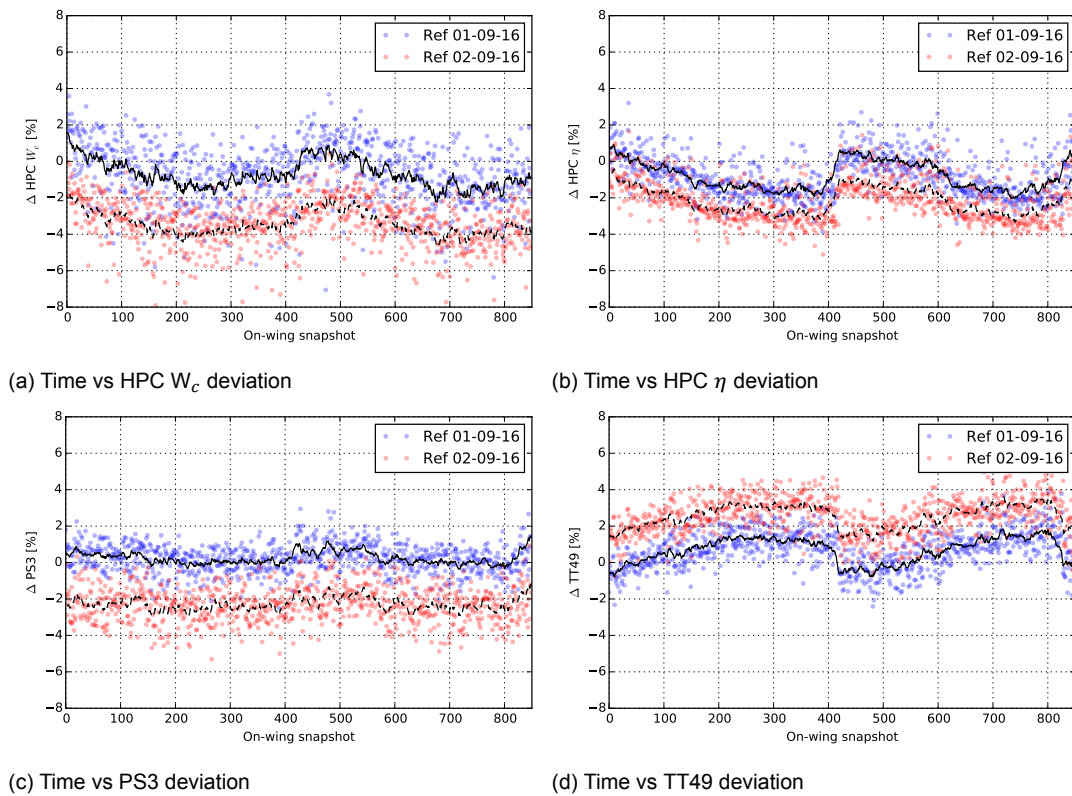 8
6
4
2
0
−2
−4
−6
−8
Δ HPC W_c [%]
Ref 01-09-16
Ref 02-09-16
0 100 200 300 400 500 600 700 800
On-wing snapshot
(a) Time vs HPC W_c deviation
8
6
4
2
0
−2
−4
−6
−8
Δ HPC η [%]
Ref 01-09-16
Ref 02-09-16
0 100 200 300 400 500 600 700 800
On-wing snapshot
(b) Time vs HPC η deviation
8
6
4
2
0
−2
−4
−6
−8
Δ PS3 [%]
Ref 01-09-16
Ref 02-09-16
0 100 200 300 400 500 600 700 800
On-wing snapshot
(c) Time vs PS3 deviation
8
6
4
2
0
−2
−4
−6
−8
Δ TT49 [%]
Ref 01-09-16
Ref 02-09-16
0 100 200 300 400 500 600 700 800
On-wing snapshot
(d) Time vs TT49 deviation